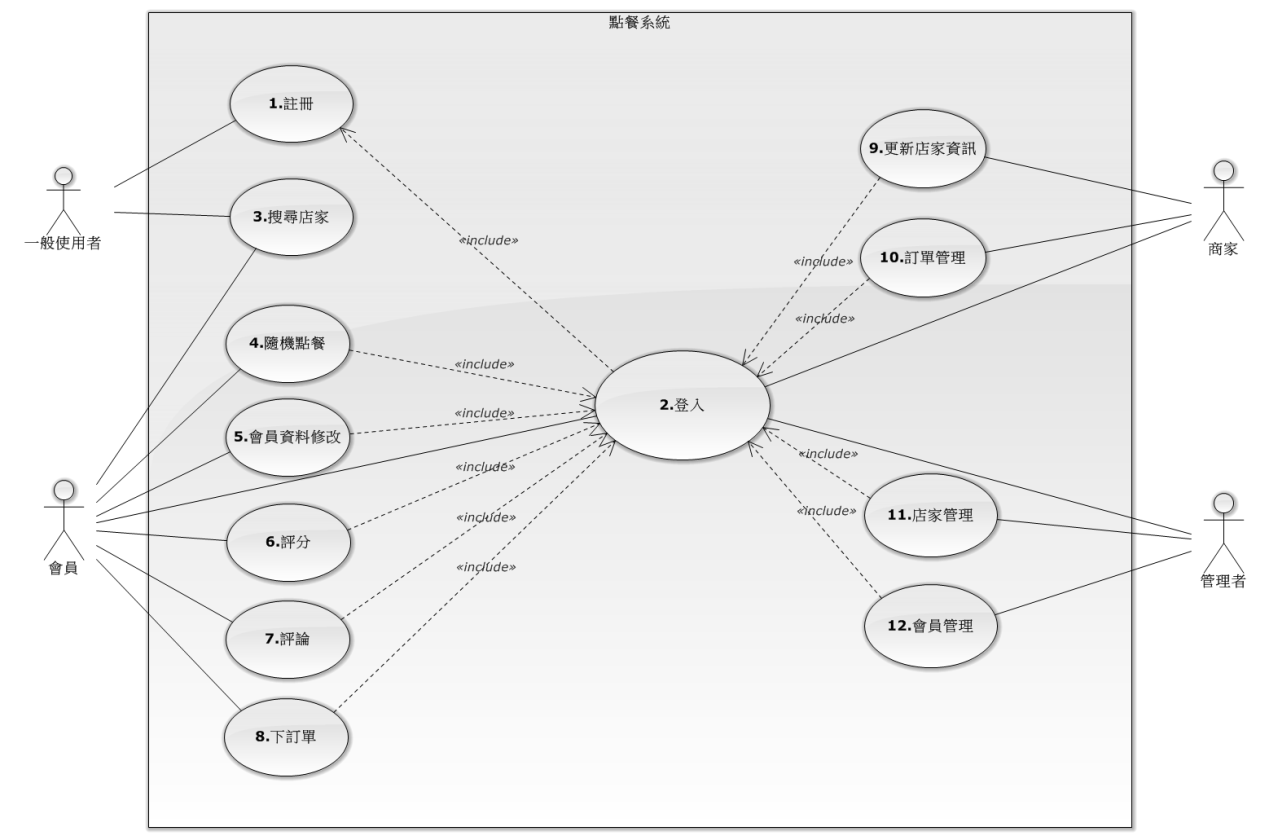 點餐系統
1.註冊
9.更新店家資訊
3.搜尋店家
一般使用者
«include»
商家
«include»
10.訂單管理
«include»
4.隨機點餐
«include»
2.登入
«include»
5.會員資料修改
«include»
«include»
«include»
11.店家管理
«include»
6.評分
會員
«include»
管理者
12.會員管理
7.評論
8.下訂單